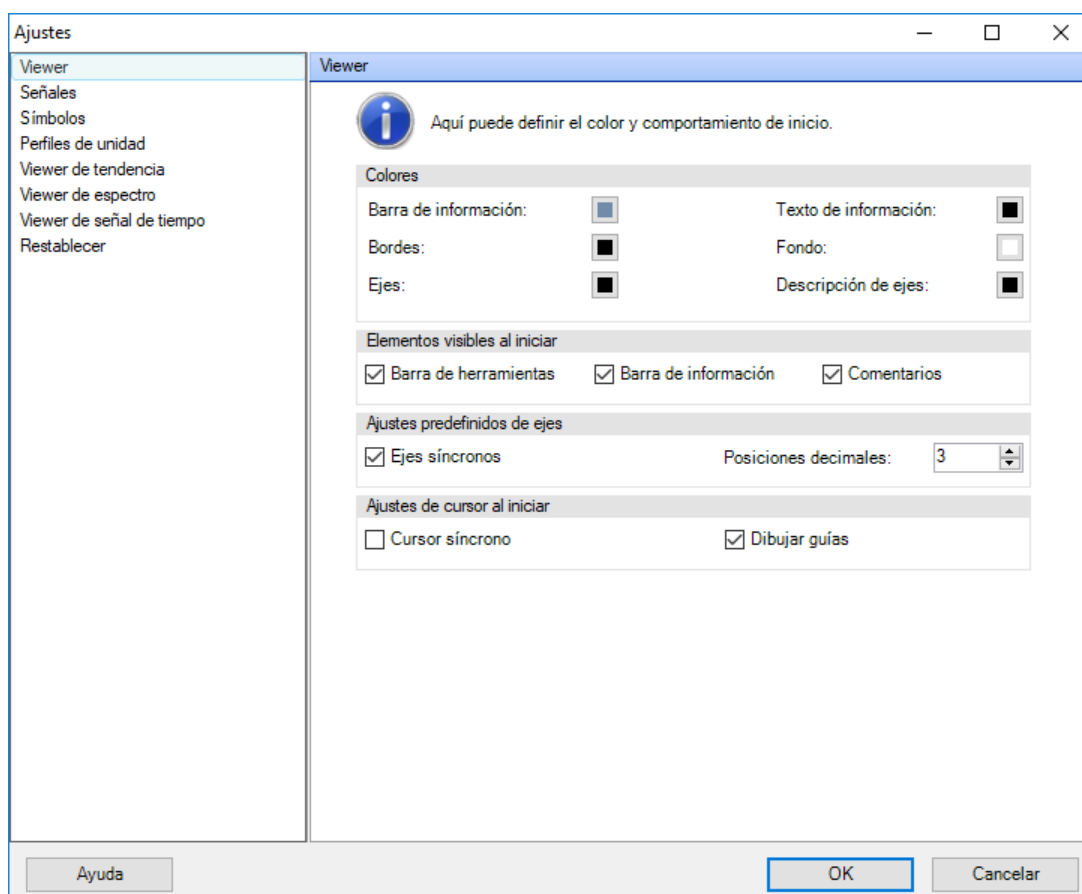 Ajustes
Viewer
Señales
Símbolos
Perfiles de unidad
Viewer de tendencia
Viewer de espectro
Viewer de señal de tiempo
Restablecer
Viewer
Aquí puede definir el color y comportamiento de inicio.
Colores
Barra de información: Texto de información:
Bordes: Fondo:
Ejes: Descripción de ejes:
Elementos visibles al iniciar
Barra de herramientas Barra de información Comentarios
Ajustes predefinidos de ejes
Ejes síncronos Posiciones decimales: 3
Ajustes de cursor al iniciar
Cursor síncrono Dibujar guías
Ayuda OK Cancelar